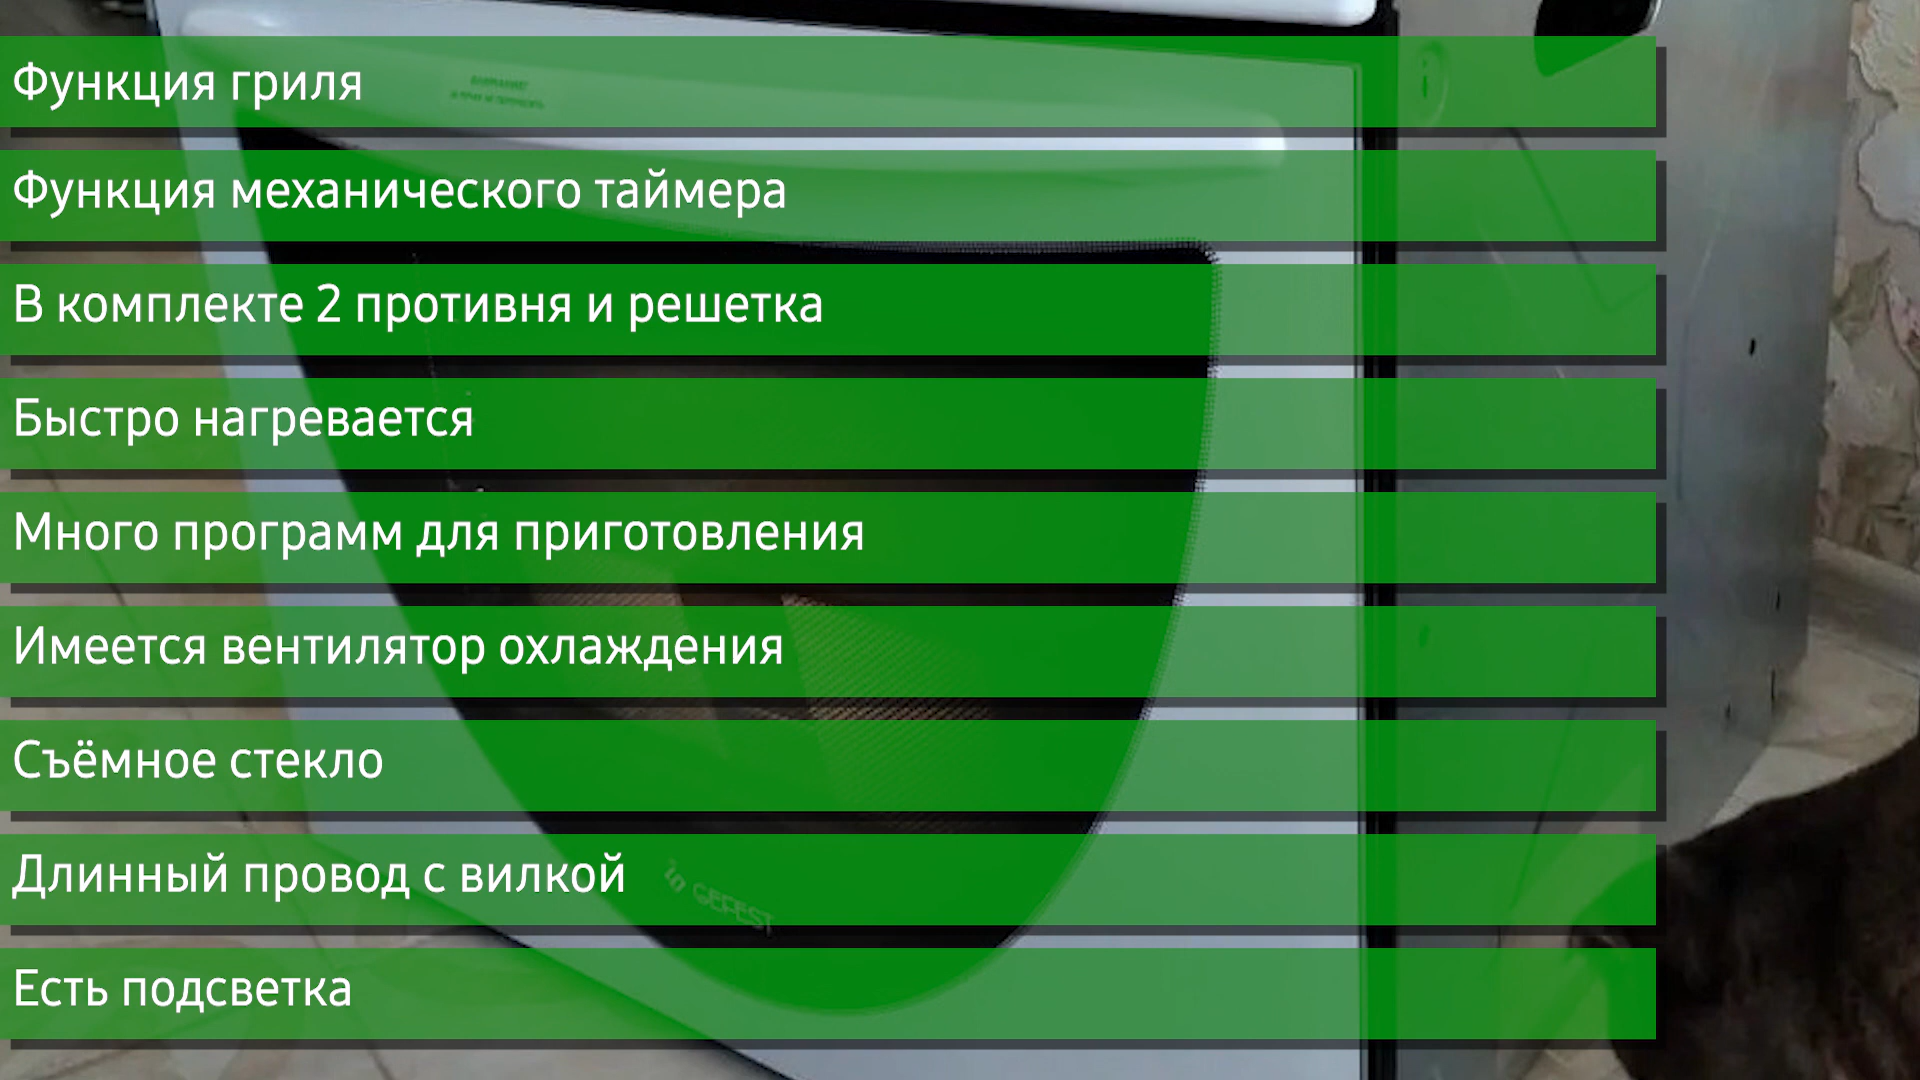 Функция гриля
Функция механического таймера
В комплекте 2 противня и решетка
Быстро нагревается
Много программ для приготовления
Имеется вентилятор охлаждения
Съёмное стекло
Длинный провод с вилкой
GEFEST
Есть подсветка